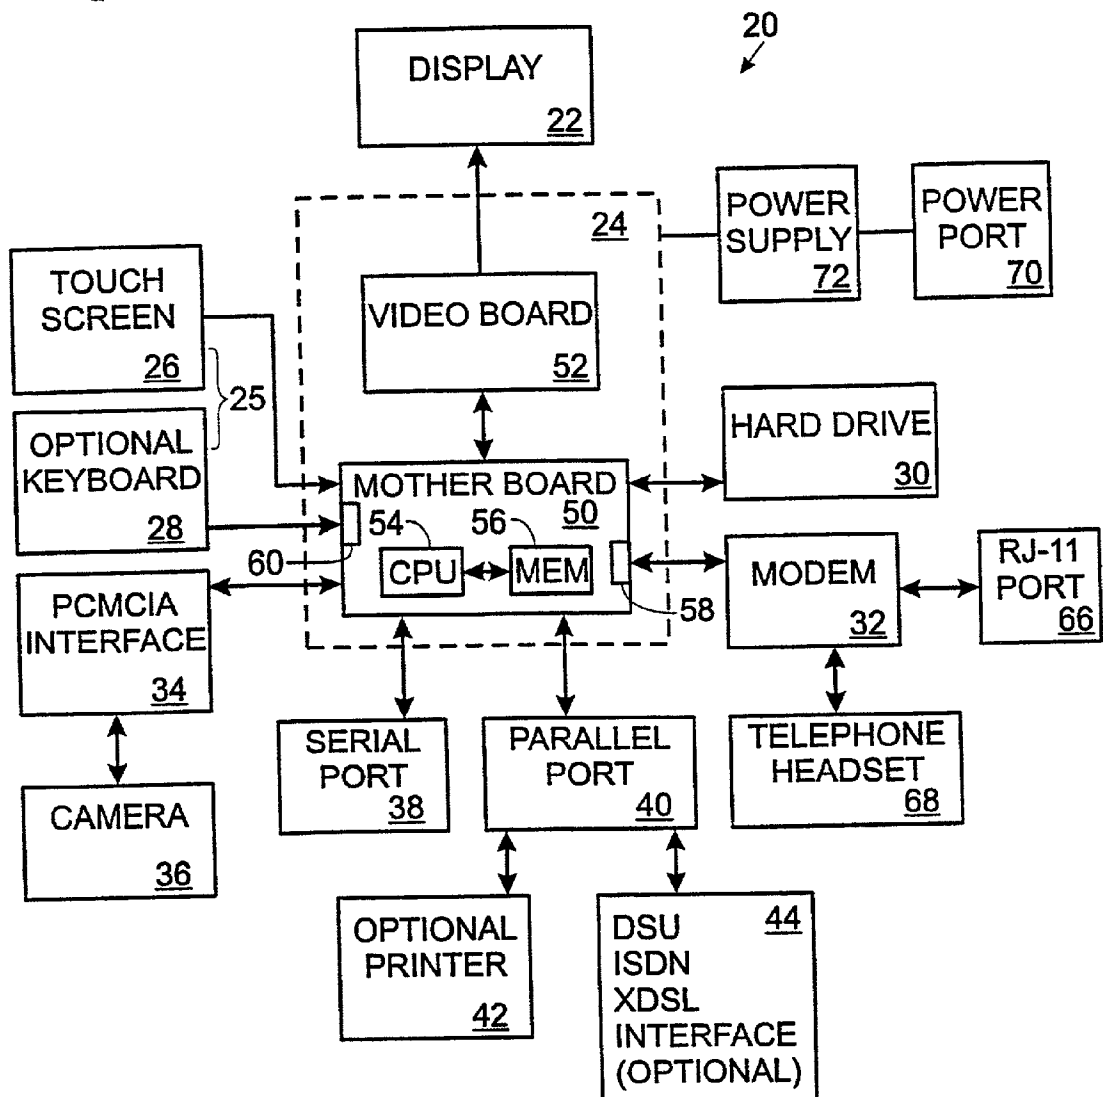 20
DISPLAY
22
24
POWER
SUPPLY
72
POWER
PORT
70
TOUCH
SCREEN
26
25
VIDEO BOARD
52
OPTIONAL
KEYBOARD
28
HARD DRIVE
30
MOTHER BOARD
50
54
56
CPU
MEM
60
58
MODEM
32
RJ-11
PORT
66
PCMCIA
INTERFACE
34
SERIAL
PORT
38
PARALLEL
PORT
40
TELEPHONE
HEADSET
68
CAMERA
36
OPTIONAL
PRINTER
42
44
DSU
ISDN
XDSL
INTERFACE
(OPTIONAL)